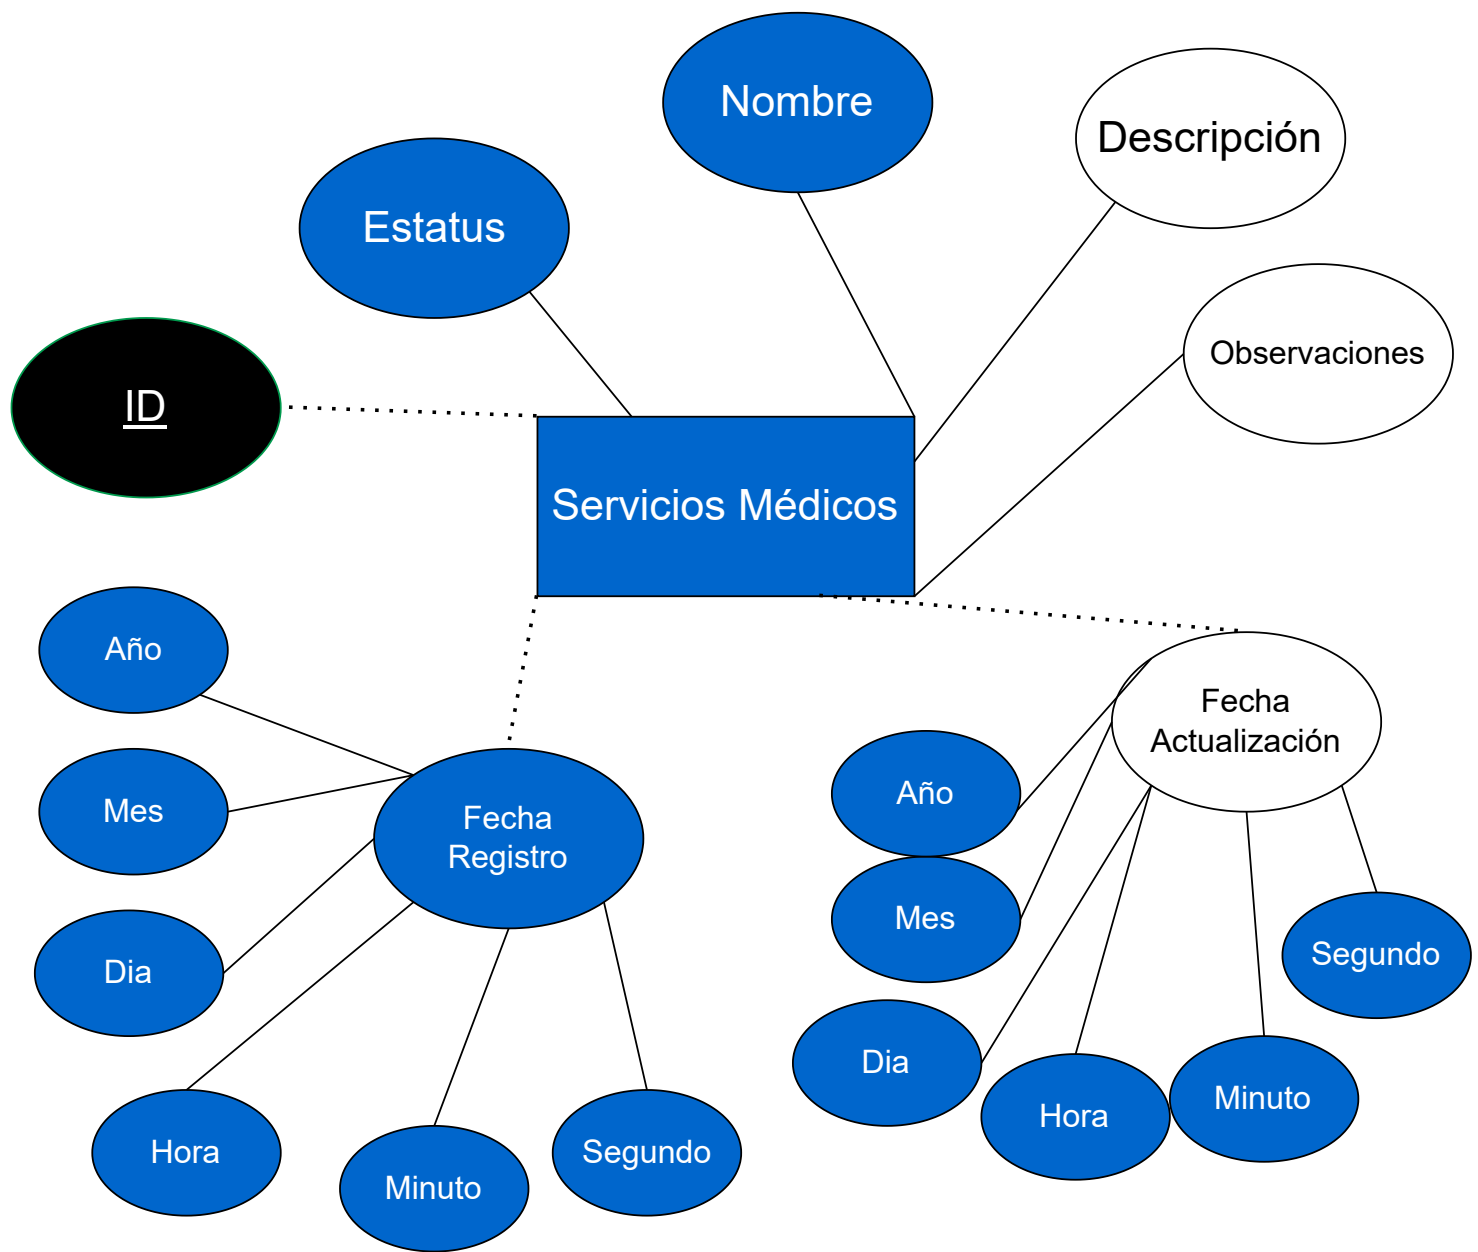 Nombre
Descripción
Estatus
Observaciones
ID
Servicios Médicos
Año
Mes
Dia
Hora
Minuto
Segundo
Fecha
Registro
Fecha
Actualización
Año
Mes
Dia
Hora
Minuto
Segundo